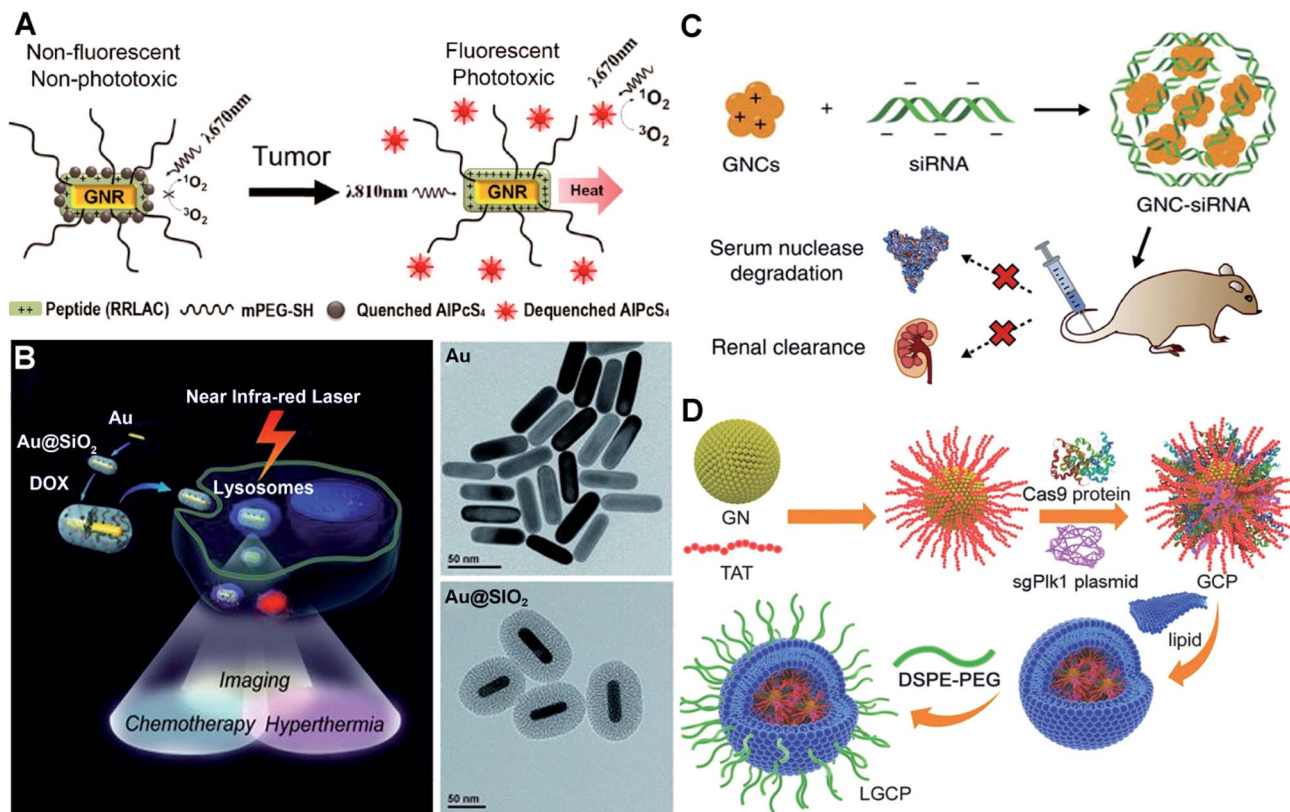 A
Non-fluorescent
Non-phototoxic
λ670nm
¹O₂
³O₂
GNR
Tumor
Fluorescent
Phototoxic
λ670nm
¹O₂
³O₂
λ810nm
GNR
Heat
++ Peptide (RRLAC) mPEG-SH Quenched AlPcS₄ Dequenched AlPcS₄
B
Near Infra-red Laser
Au
Au@SiO₂
DOX
Lysosomes
Imaging
Chemotherapy Hyperthermia
Au
50 nm
Au@SIO₂
50 nm
C
+
GNCs
siRNA
GNC-siRNA
Serum nuclease
degradation
Renal clearance
D
GN
TAT
Cas9 protein
sgPlk1 plasmid
GCP
lipid
DSPE-PEG
LGCP